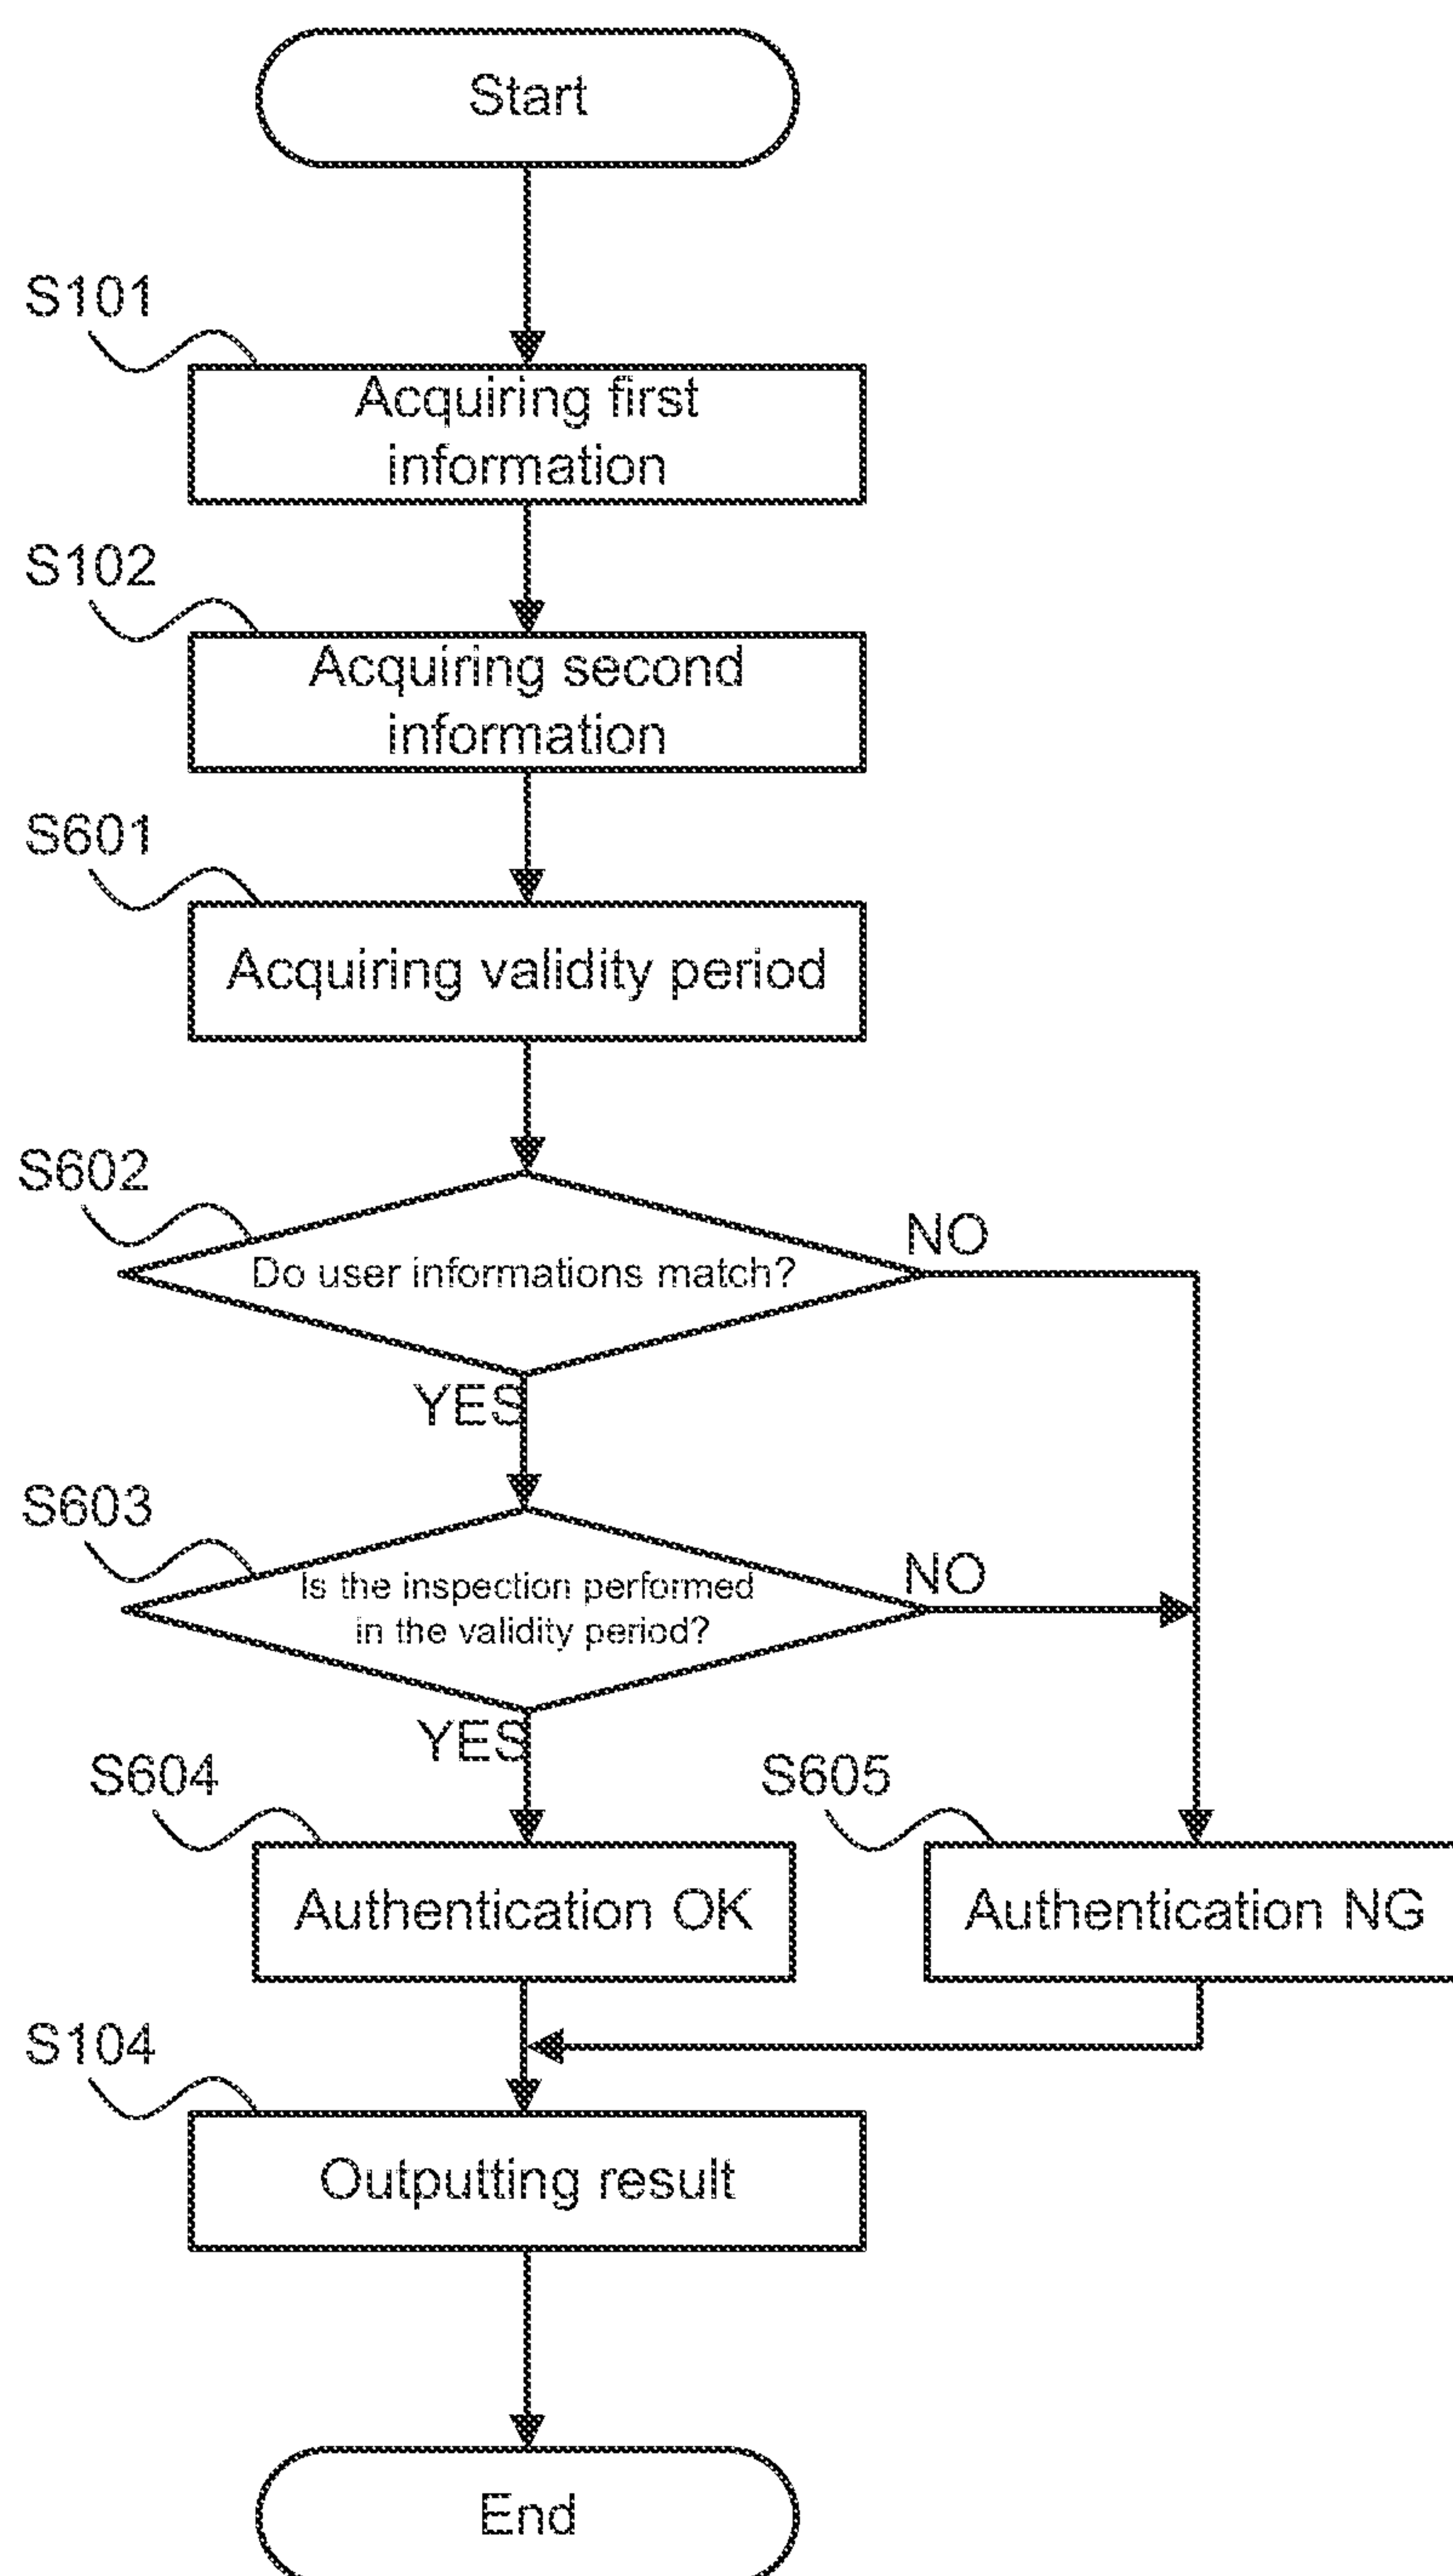 Start
S101
Acquiring first
information
S102
Acquiring second
information
S601
Acquiring validity period
S602
Do user informations match?
NO
YES
S603
Is the inspection performed
in the validity period?
NO
YES
S604
Authentication OK
S605
Authentication NG
S104
Outputting result
End